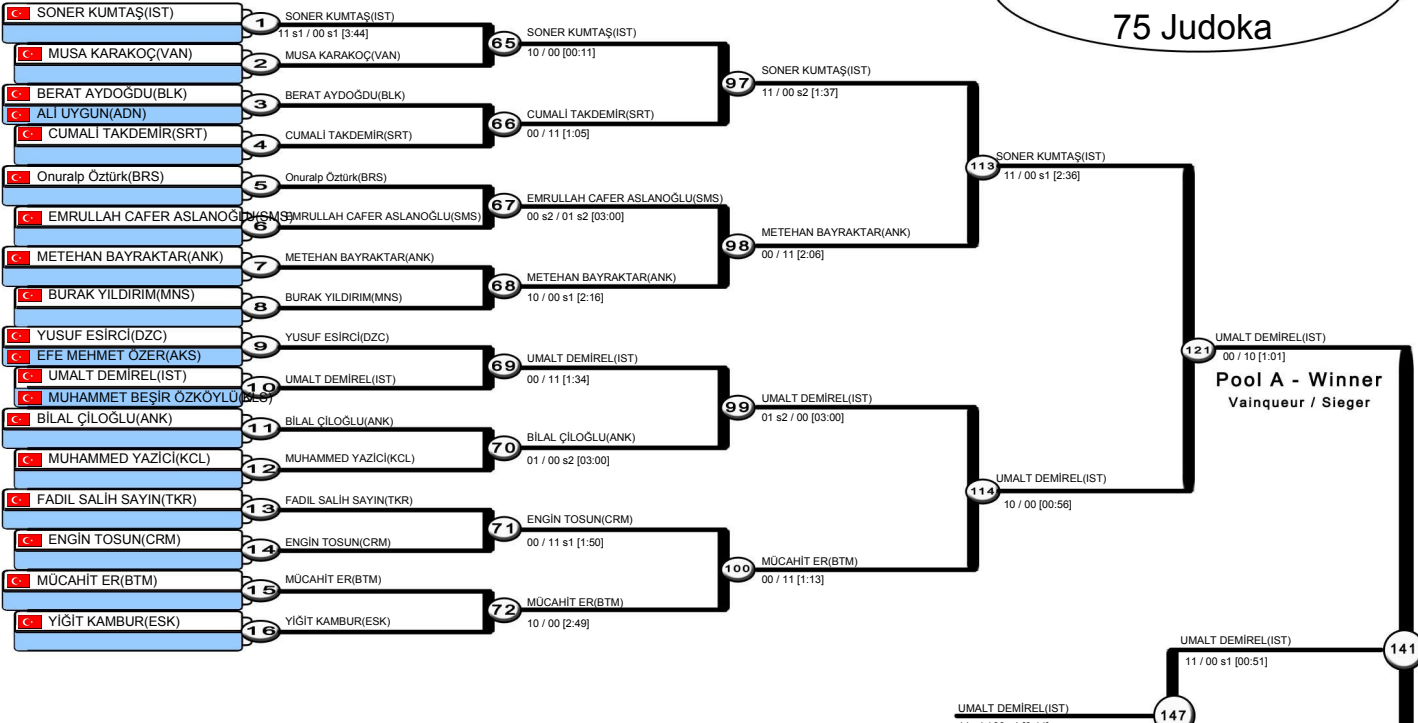 75 Judoka
SONER KUMTAŞ(IST)
MUSA KARAKOÇ(VAN)
BERAT AYDOĞDU(BLK)
ALİ UYGUN(ADN)
CUMALİ TAKDEMİR(SRT)
Onuralp Öztürk(BRS)
EMRULLAH CAFER ASLANOĞLU(SMS)
METEHAN BAYRAKTAR(ANK)
BURAK YILDIRIM(MNS)
YUSUF ESİRCİ(DZC)
EFE MEHMET ÖZER(AKS)
UMALT DEMİREL(IST)
MUHAMMET BEŞİR ÖZKÖYLÜ(KLS)
BİLAL ÇİLOĞLU(ANK)
MUHAMMED YAZİCİ(KCL)
FADIL SALİH SAYIN(TKR)
ENGİN TOSUN(CRM)
MÜCAHİT ER(BTM)
YİĞİT KAMBUR(ESK)
1
2
3
4
5
6
7
8
9
10
11
12
13
14
15
16
SONER KUMTAŞ(IST)
11 s1 / 00 s1 [3:44]
MUSA KARAKOÇ(VAN)
BERAT AYDOĞDU(BLK)
CUMALİ TAKDEMİR(SRT)
Onuralp Öztürk(BRS)
EMRULLAH CAFER ASLANOĞLU(SMS)
METEHAN BAYRAKTAR(ANK)
BURAK YILDIRIM(MNS)
YUSUF ESİRCİ(DZC)
UMALT DEMİREL(IST)
BİLAL ÇİLOĞLU(ANK)
MUHAMMED YAZİCİ(KCL)
FADIL SALİH SAYIN(TKR)
ENGİN TOSUN(CRM)
MÜCAHİT ER(BTM)
YİĞİT KAMBUR(ESK)
65
SONER KUMTAŞ(IST)
10 / 00 [00:11]
66
CUMALİ TAKDEMİR(SRT)
00 / 11 [1:05]
67
EMRULLAH CAFER ASLANOĞLU(SMS)
00 s2 / 01 s2 [03:00]
68
METEHAN BAYRAKTAR(ANK)
10 / 00 s1 [2:16]
69
UMALT DEMİREL(IST)
00 / 11 [1:34]
70
BİLAL ÇİLOĞLU(ANK)
01 / 00 s2 [03:00]
71
ENGİN TOSUN(CRM)
00 / 11 s1 [1:50]
72
MÜCAHİT ER(BTM)
10 / 00 [2:49]
97
SONER KUMTAŞ(IST)
11 / 00 s2 [1:37]
98
METEHAN BAYRAKTAR(ANK)
00 / 11 [2:06]
99
UMALT DEMİREL(IST)
01 s2 / 00 [03:00]
100
MÜCAHİT ER(BTM)
00 / 11 [1:13]
113
SONER KUMTAŞ(IST)
11 / 00 s1 [2:36]
114
UMALT DEMİREL(IST)
10 / 00 [00:56]
121
UMALT DEMİREL(IST)
00 / 10 [1:01]
Pool A - Winner
Vainqueur / Sieger
UMALT DEMİREL(IST)
11 / 00 s1 [00:51]
141
UMALT DEMİREL(IST)
147